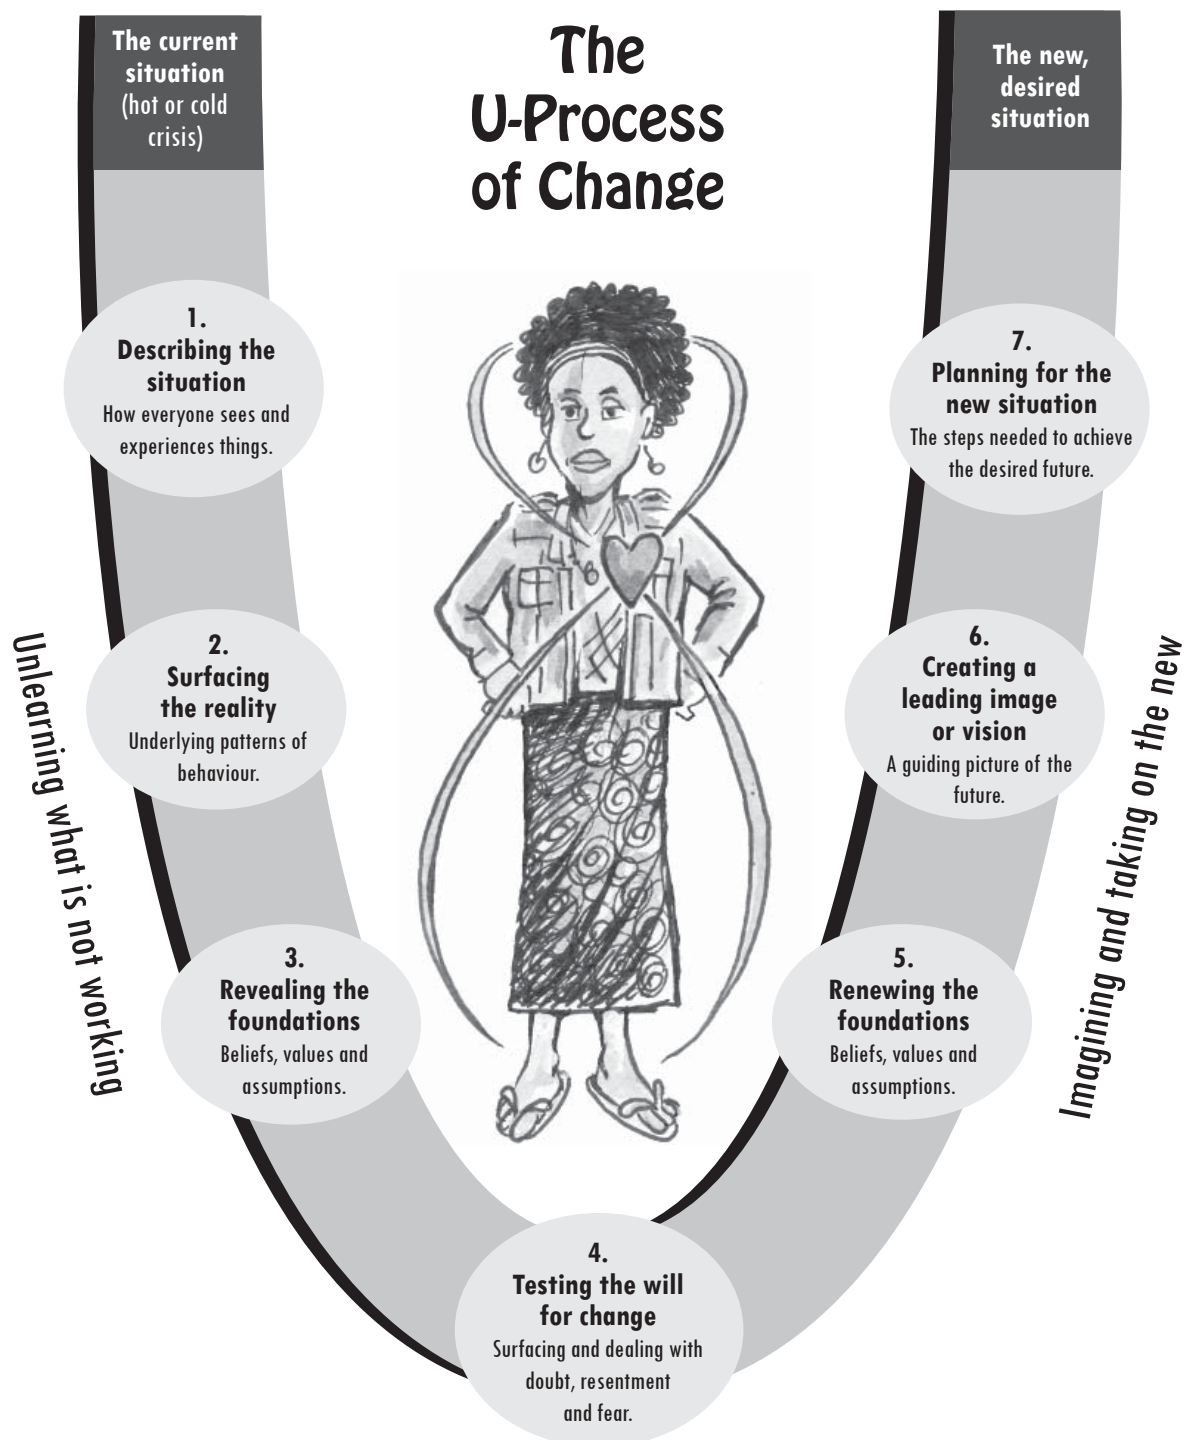 The
U-Process
of Change
The current
situation
(hot or cold
crisis)
1.
Describing the
situation
How everyone sees and
experiences things.
2.
Surfacing
the reality
Underlying patterns of
behaviour.
Unlearning what is not working
3.
Revealing the
foundations
Beliefs, values and
assumptions.
4.
Testing the will
for change
Surfacing and dealing with
doubt, resentment
and fear.
5.
Renewing the
foundations
Beliefs, values and
assumptions.
Imagining and taking on the new
6.
Creating a
leading image
or vision
A guiding picture of the
future.
7.
Planning for the
new situation
The steps needed to achieve
the desired future.
The new,
desired
situation